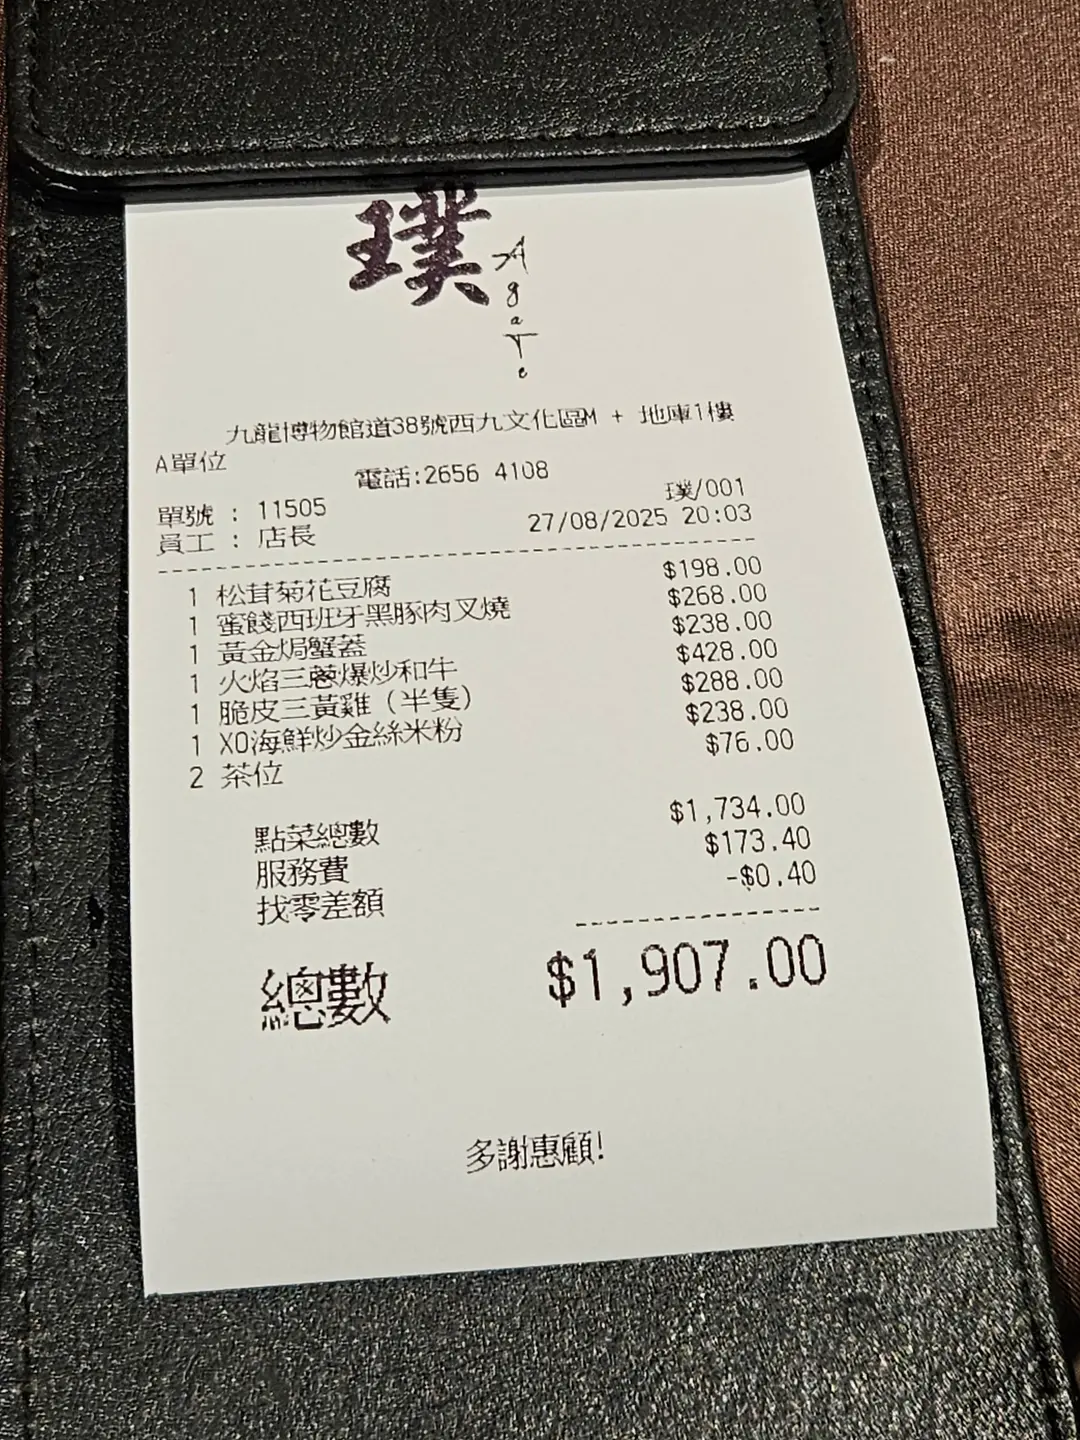 璞
Agate
九龍博物館道38號西九文化區M + 地庫1樓
A單位
電話:2656 4108
璞/001
單號 : 11505
27/08/2025 20:03
員工 : 店長
1 松茸菊花豆腐 $198.00
1 蜜餞西班牙黑豚肉叉燒 $268.00
1 黃金焗蟹蓋 $238.00
1 火焰三蔥爆炒和牛 $428.00
1 脆皮三黃雞（半隻） $288.00
1 XO海鮮炒金絲米粉 $238.00
2 茶位 $76.00
點菜總數 $1,734.00
服務費 $173.40
找零差額 -$0.40
總數 $1,907.00
多謝惠顧!